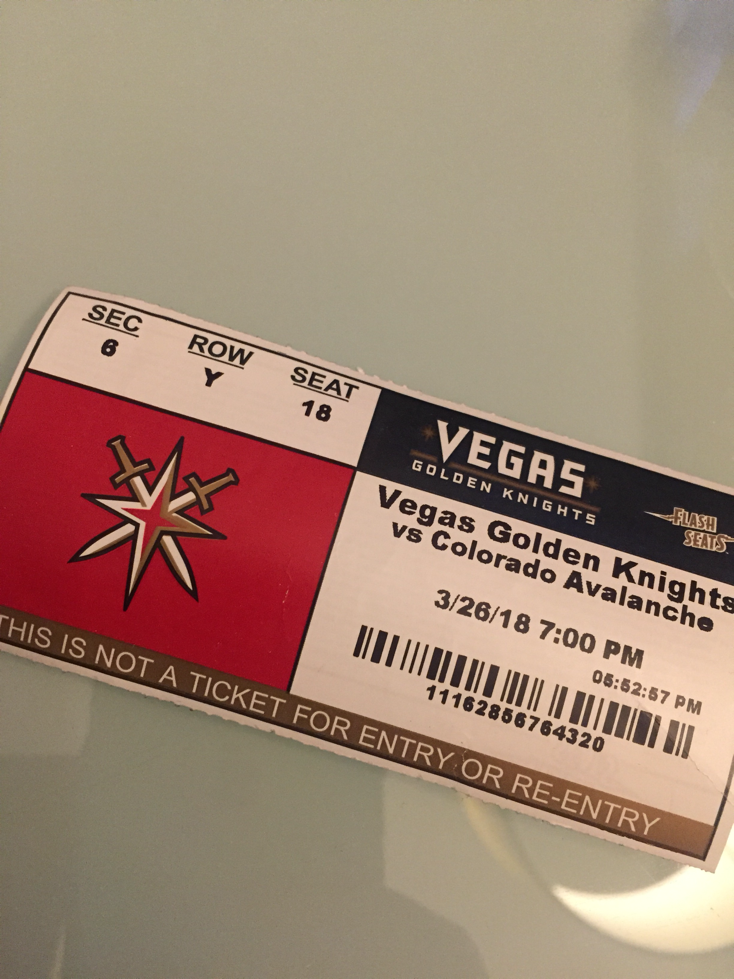 SEC
6
ROW
Y
SEAT
18
VEGAS
GOLDEN KNIGHTS
FLASH
SEATS
Vegas Golden Knights
vs Colorado Avalanche
3/26/18 7:00 PM
05:52:57 PM
11162856764320
THIS IS NOT A TICKET FOR ENTRY OR RE-ENTRY